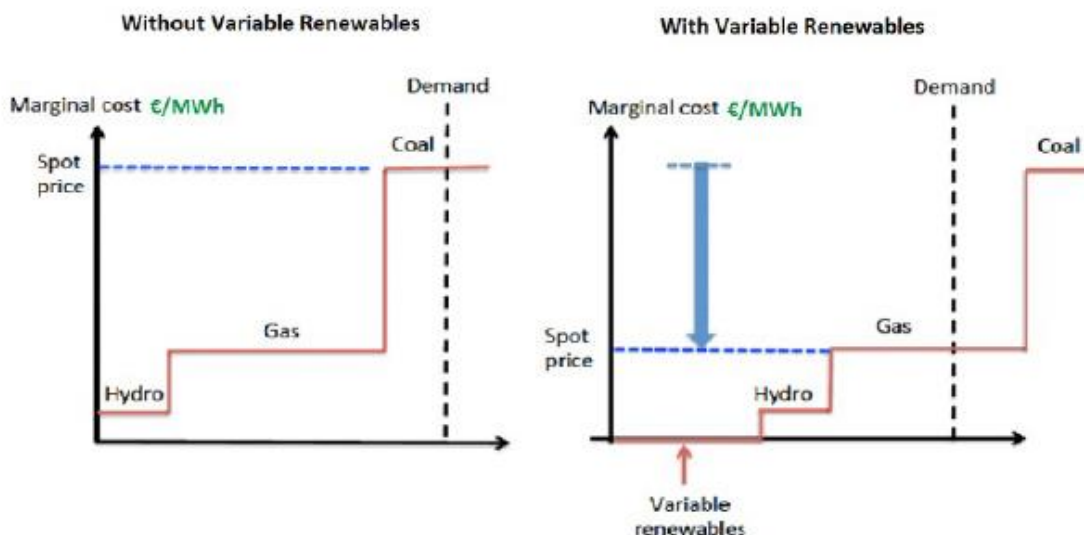 Without Variable Renewables
Demand
Marginal cost €/MWh
Coal
Spot
price
Gas
Hydro
With Variable Renewables
Demand
Marginal cost €/MWh
Coal
Spot
price
Gas
Hydro
Variable
renewables